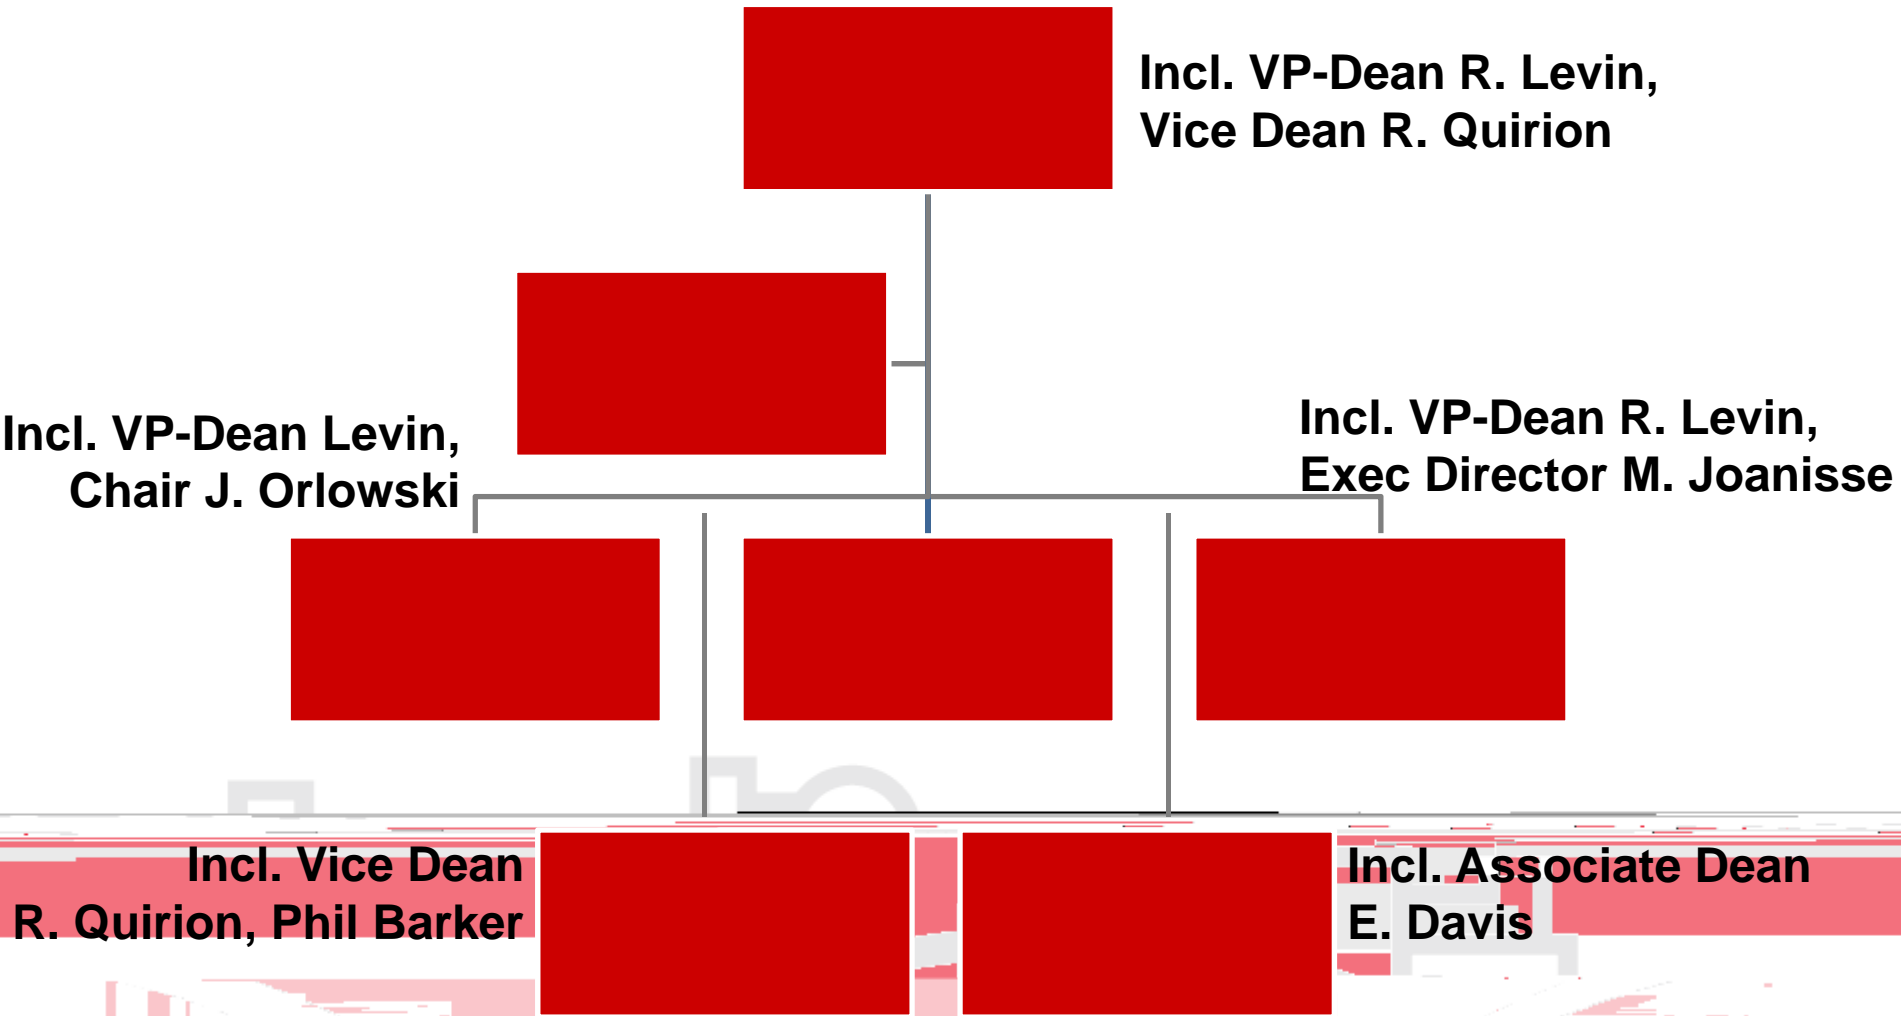 Incl. VP-Dean R. Levin,
Vice Dean R. Quirion
Incl. VP-Dean Levin,
Chair J. Orlowski
Incl. VP-Dean R. Levin,
Exec Director M. Joanisse
Incl. Vice Dean
R. Quirion, Phil Barker
Incl. Associate Dean
E. Davis